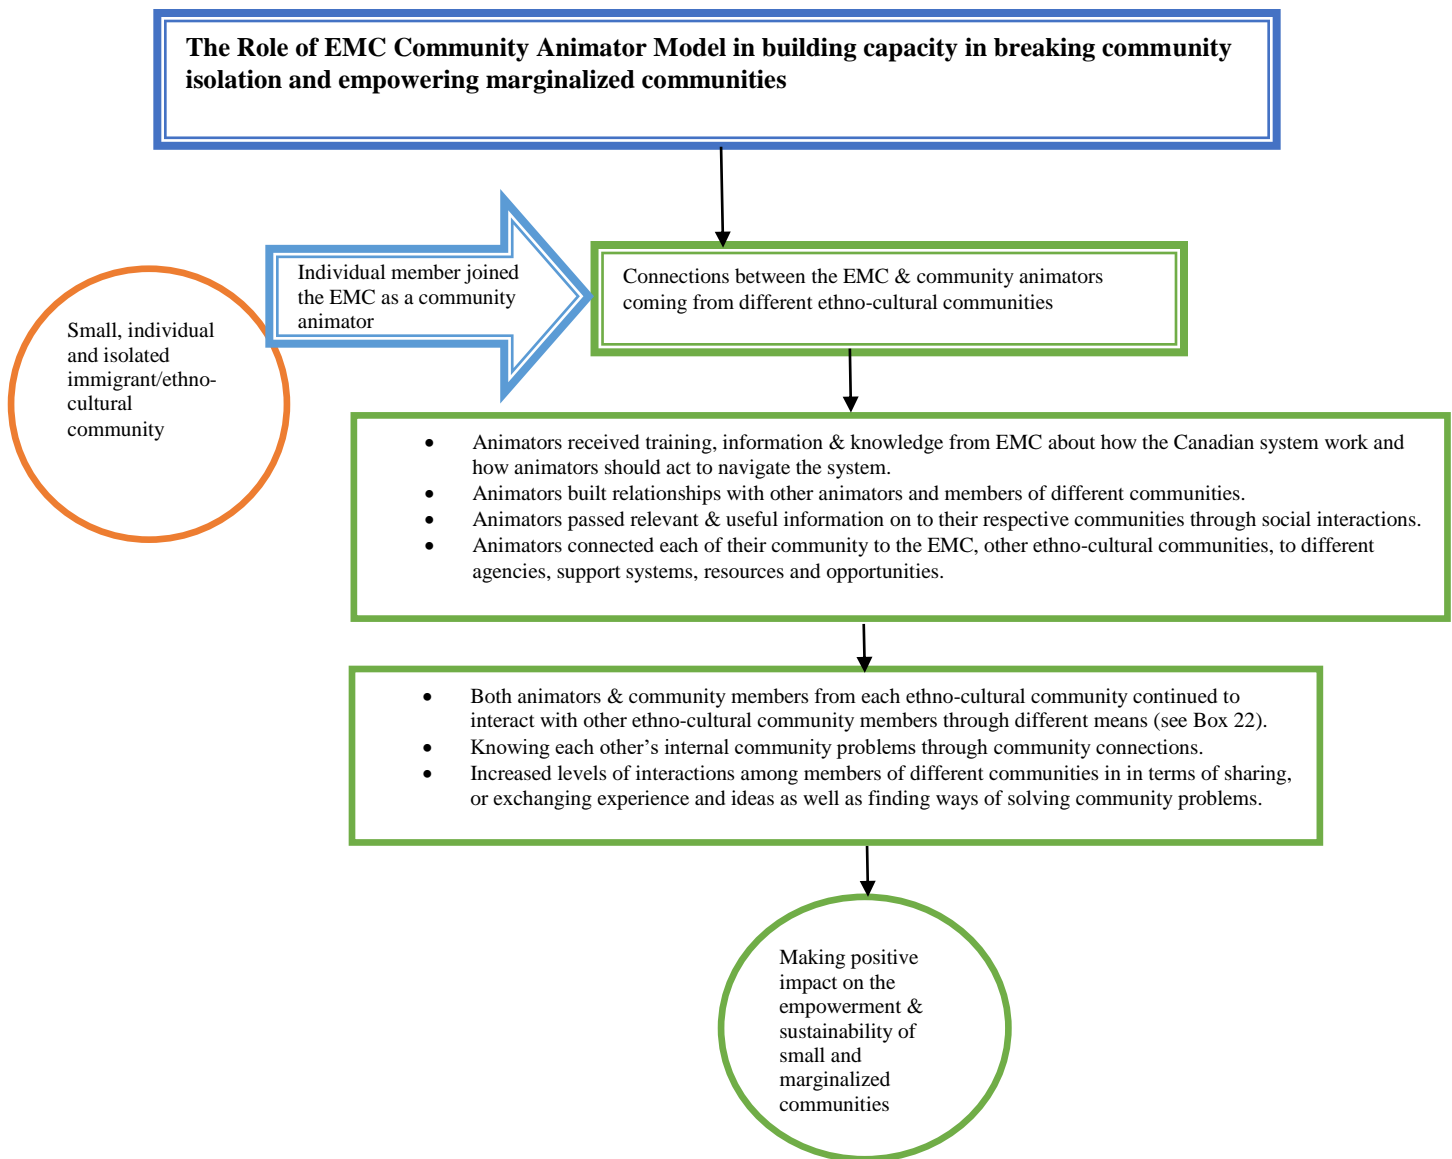 The Role of EMC Community Animator Model in building capacity in breaking community
isolation and empowering marginalized communities
Small, individual
and isolated
immigrant/ethno-
cultural
community
Individual member joined
the EMC as a community
animator
Connections between the EMC & community animators
coming from different ethno-cultural communities
• Animators received training, information & knowledge from EMC about how the Canadian system work and
how animators should act to navigate the system.
• Animators built relationships with other animators and members of different communities.
• Animators passed relevant & useful information on to their respective communities through social interactions.
• Animators connected each of their community to the EMC, other ethno-cultural communities, to different
agencies, support systems, resources and opportunities.
• Both animators & community members from each ethno-cultural community continued to
interact with other ethno-cultural community members through different means (see Box 22).
• Knowing each other’s internal community problems through community connections.
• Increased levels of interactions among members of different communities in in terms of sharing,
or exchanging experience and ideas as well as finding ways of solving community problems.
Making positive
impact on the
empowerment &
sustainability of
small and
marginalized
communities